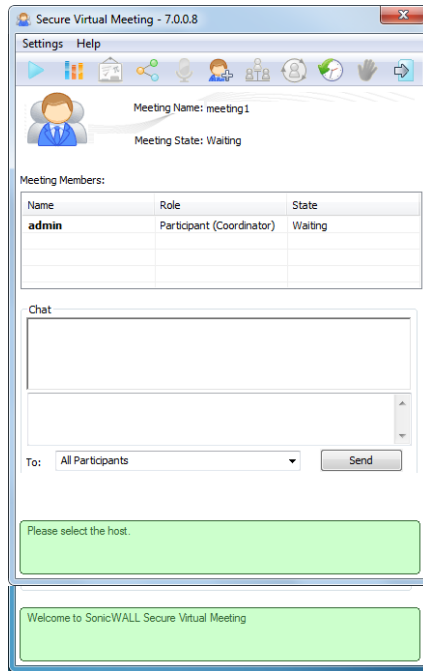 Secure Virtual Meeting - 7.0.0.8
Settings Help
Meeting Name: meeting1
Meeting State: Waiting
Meeting Members:
Name Role State
admin Participant (Coordinator) Waiting
Chat
To: All Participants Send
Please select the host.
Welcome to SonicWALL Secure Virtual Meeting